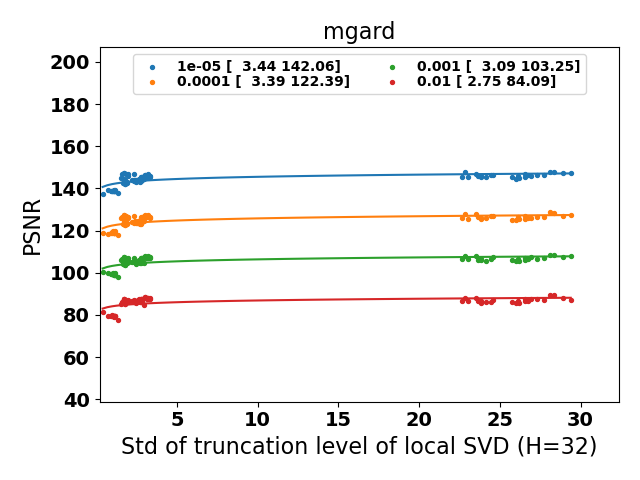 mgard
1e-05 [  3.44 142.06]
0.0001 [  3.39 122.39]
0.001 [  3.09 103.25]
0.01 [ 2.75 84.09]
200
180
160
140
120
100
80
60
40
PSNR
5
10
15
20
25
30
Std of truncation level of local SVD (H=32)